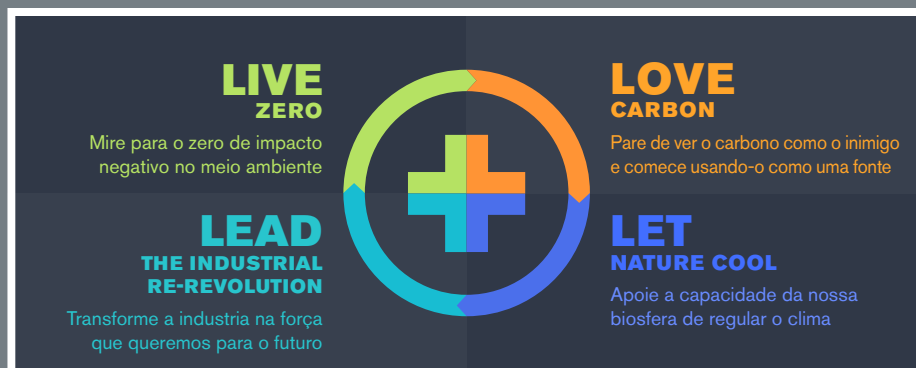 LIVE
ZERO
Mire para o zero de impacto
negativo no meio ambiente
LOVE
CARBON
Pare de ver o carbono como o inimigo
e comece usando-o como uma fonte
LEAD
THE INDUSTRIAL
RE-REVOLUTION
Transforme a industria na força
que queremos para o futuro
LET
NATURE COOL
Apoie a capacidade da nossa
biosfera de regular o clima